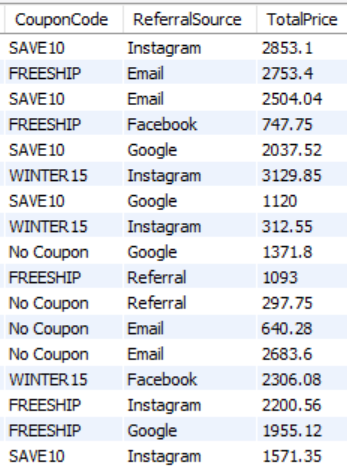 CouponCode ReferralSource TotalPrice
SAVE10 Instagram 2853.1
FREESHIP Email 2753.4
SAVE10 Email 2504.04
FREESHIP Facebook 747.75
SAVE10 Google 2037.52
WINTER15 Instagram 3129.85
SAVE10 Google 1120
WINTER15 Instagram 312.55
No Coupon Google 1371.8
FREESHIP Referral 1093
No Coupon Referral 297.75
No Coupon Email 640.28
No Coupon Email 2683.6
WINTER15 Facebook 2306.08
FREESHIP Instagram 2200.56
FREESHIP Google 1955.12
SAVE10 Instagram 1571.35